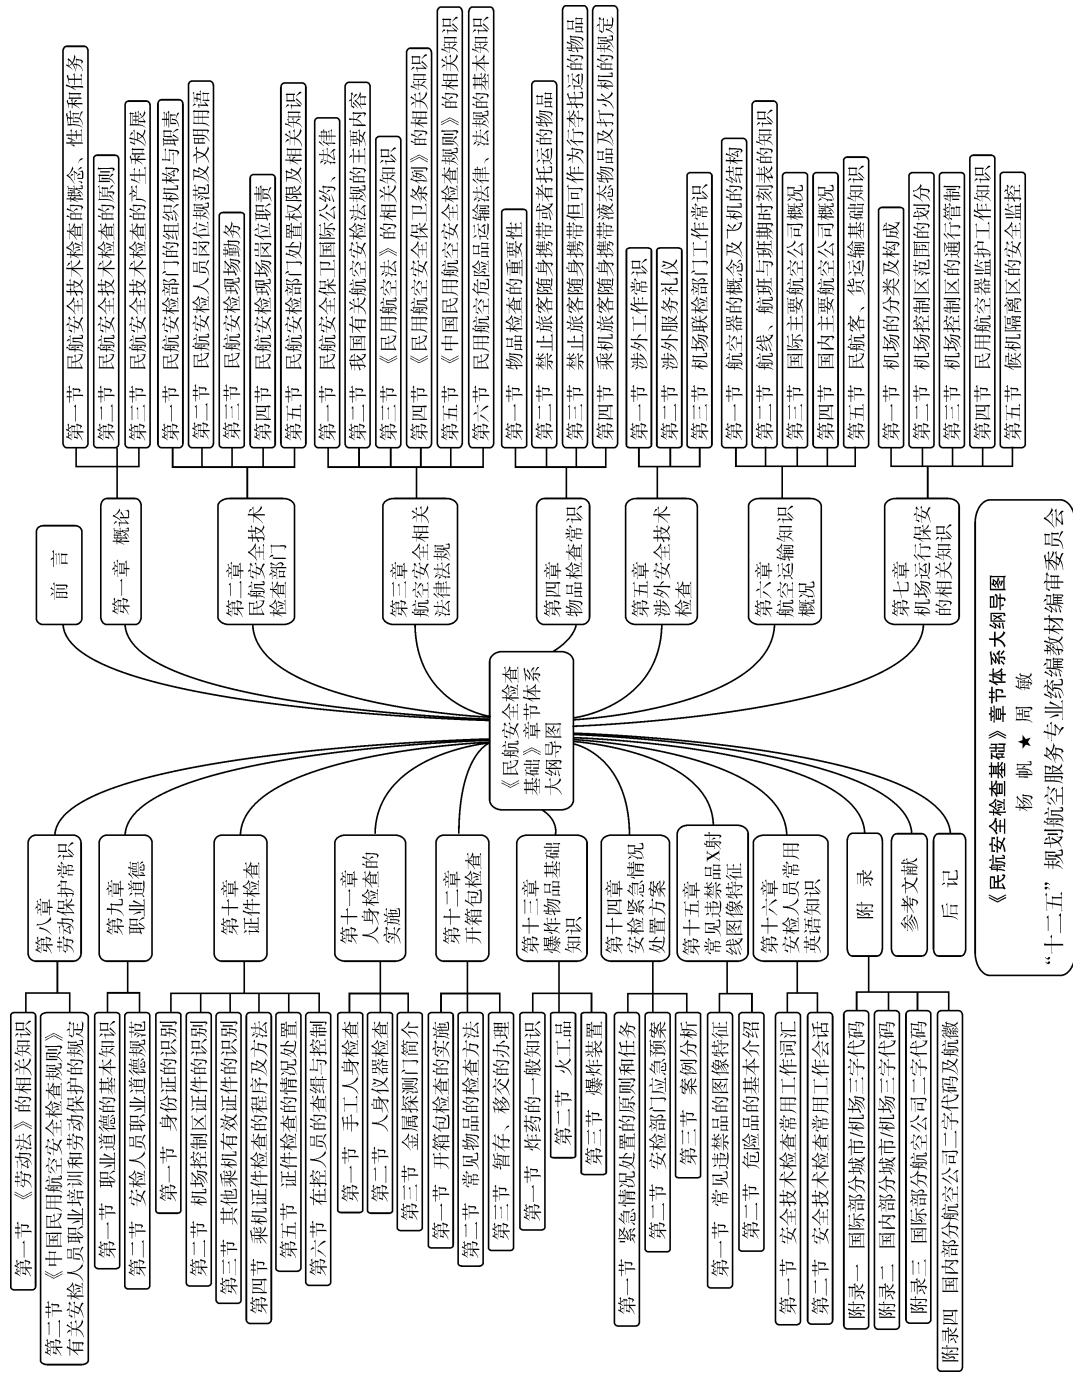 前 言
第一章 概论
第一节 民航安全技术检查的概念、性质和任务
第二节 民航安全技术检查的原则
第三节 民航安全技术检查的产生和发展
第二章
民航安全技术
检查部门
第一节 民航安检部门的组织机构与职责
第二节 民航安检人员岗位规范及文明用语
第三节 民航安检现场勤务
第四节 民航安检现场岗位职责
第五节 民航安检部门处置权限及相关知识
第三章
航空安全相关
法律法规
第一节 民航安全保卫国际公约、法律
第二节 我国有关航空安检法规的主要内容
第三节 《民用航空法》的相关知识
第四节 《民用航空安全保卫条例》的相关知识
第五节 《中国民用航空安全检查规则》的相关知识
第六节 民用航空危险品运输法律、法规的基本知识
第四章
物品检查常识
第一节 物品检查的重要性
第二节 禁止旅客随身携带或者托运的物品
第三节 禁止旅客随身携带但可作为行李托运的物品
第四节 乘机旅客随身携带液态物品及打火机的规定
第五章
涉外安全技术
检查
第一节 涉外工作常识
第二节 涉外服务礼仪
第三节 机场联检部门工作常识
第六章
航空运输知识
概况
第一节 航空器的概念及飞机的结构
第二节 航线、航班与班期时刻表的知识
第三节 国际主要航空公司概况
第四节 国内主要航空公司概况
第五节 民航客、货运输基础知识
第七章
机场运行保安
的相关知识
第一节 机场的分类及构成
第二节 机场控制区范围的划分
第三节 机场控制区的通行管制
第四节 民用航空器监护工作知识
第五节 候机隔离区的安全监控
《民航安全检查
基础》章节体系
大纲导图
第八章
劳动保护常识
第一节 《劳动法》的相关知识
第二节 《中国民用航空安全检查规则》
有关安检人员职业培训和劳动保护的规定
第九章
职业道德
第一节 职业道德的基本知识
第二节 安检人员职业道德规范
第十章
证件检查
第一节 身份证的识别
第二节 机场控制区证件的识别
第三节 其他乘机有效证件的识别
第四节 乘机证件检查的程序及方法
第五节 证件检查的情况处置
第六节 在控人员的查缉与控制
第十一章
人身检查的
实施
第一节 手工人身检查
第二节 人身仪器检查
第三节 金属探测门简介
第十二章
开箱包检查
第一节 开箱包检查的实施
第二节 常见物品的检查方法
第三节 暂存、移交的办理
第十三章
爆炸物品基础
知识
第一节 炸药的一般知识
第二节 火工品
第三节 爆炸装置
第十四章
安检紧急情况
处置方案
第一节 紧急情况处置的原则和任务
第二节 安检部门应急预案
第三节 案例分析
第十五章
常见违禁品X射
线图像特征
第一节 常见违禁品的图像特征
第二节 危险品的基本介绍
第十六章
安检人员常用
英语知识
第一节 安全技术检查常用工作词汇
第二节 安全技术检查常用工作会话
附 录
附录一 国际部分城市/机场三字代码
附录二 国内部分城市/机场三字代码
附录三 国际部分航空公司二字代码
附录四 国内部分航空公司二字代码及航徽
参考文献
后 记
《民航安全检查基础》章节体系大纲导图
杨 帆 ★ 周 敏
“十二五”规划航空服务专业统编教材编审委员会